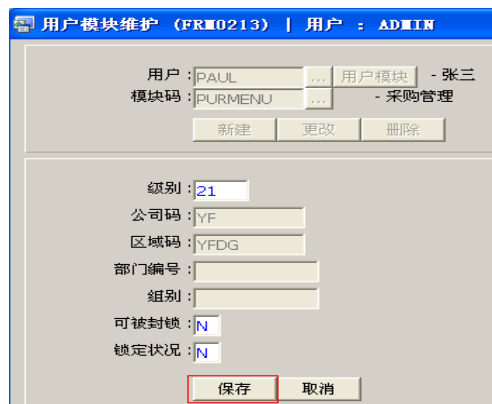 用户模块维护 (FRM0213) | 用户 : ADMIN
用户 : PAUL ... 用户模块 - 张三
模块码 : PURMENU ... - 采购管理
新建 更改 删除
级别 : 21
公司码 : YF
区域码 : YFDG
部门编号 :
组别 :
可被封锁 : N
锁定状况 : N
保存 取消